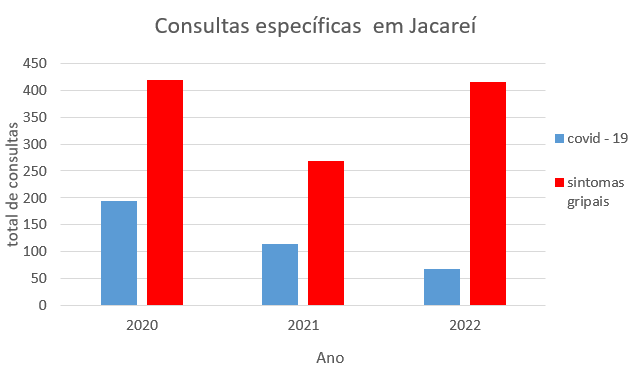 Consultas específicas  em Jacareí
total de consultas
450
400
350
300
250
200
150
100
50
0
2020
2021
2022
Ano
covid - 19
sintomas
gripais